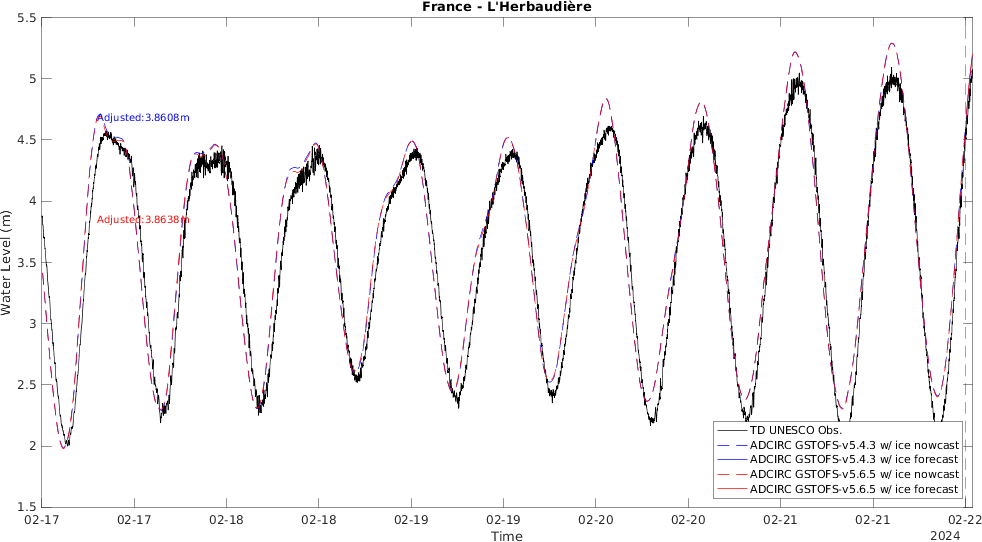 France - L'Herbaudière
Water Level (m)
5.5
5
4.5
4
3.5
3
2.5
2
1.5
Adjusted:3.8608m
Adjusted:3.8638m
TD UNESCO Obs.
ADCIRC GSTOFS-v5.4.3 w/ ice nowcast
ADCIRC GSTOFS-v5.4.3 w/ ice forecast
ADCIRC GSTOFS-v5.6.5 w/ ice nowcast
ADCIRC GSTOFS-v5.6.5 w/ ice forecast
02-17 02-17 02-18 02-18 02-19 02-19 02-20 02-20 02-21 02-21 02-22
Time
2024